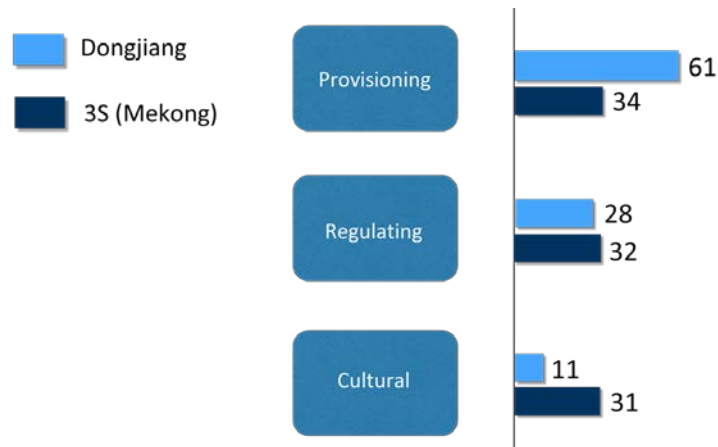 Dongjiang
3S (Mekong)
Provisioning
61
34
Regulating
28
32
Cultural
11
31